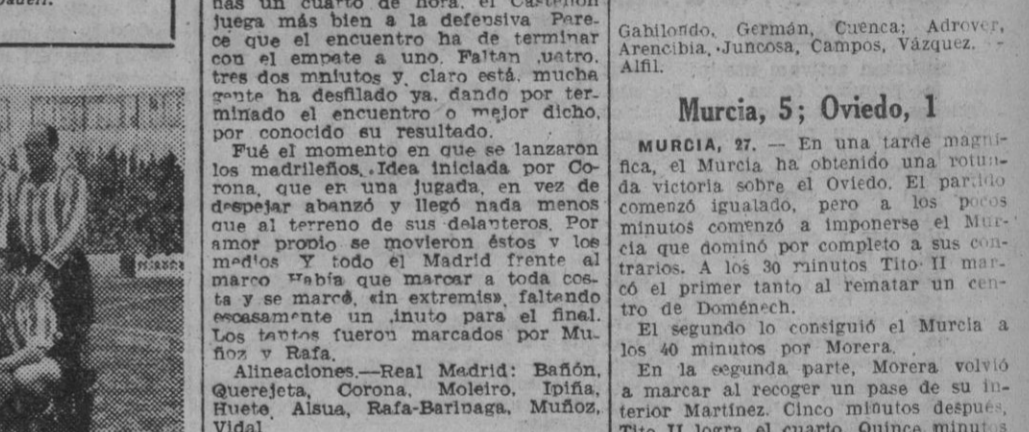 nas un cuarto de hora, el Castellón
juega más bien a la defensiva Pare-
ce que el encuentro ha de terminar
con el empate a uno. Faltan ,uatro,
tres dos mniutos y, claro está, mucha
gente ha desfilado ya, dando por ter-
minado el encuentro o mejor dicho,
por conocido su resultado.
Fué el momento en que se lanzaron
los madrileños. Idea iniciada por Co-
rona, que en una jugada, en vez de
despejar abanzó y llegó nada menos
que al terreno de sus delanteros. Por
amor propio se movieron éstos y los
medios Y todo el Madrid frente al
marco Había que marcar a toda cos-
ta y se marcó, «in extremis», faltendo
escasamente un .inuto para el final.
Los tantos fueron marcados por Mu-
ñoz y Rafa.
Alineaciones.—Real Madrid: Bañón,
Querejeta, Corona, Moleiro, Ipiña,
Huete, Alsua, Rafa-Barinaga, Muñoz,
Vidal
Gabilondo, Germán, Cuenca; Adrover,
Arencibia, Juncosa, Campos, Vázquez. -
Alfil.
Murcia, 5; Oviedo, 1
MURCIA, 27. — En una tarde magní-
fica, el Murcia ha obtenido una rotun-
da victoria sobre el Oviedo. El partido
comenzó igualado, pero a los pocos
minutos comenzó a imponerse el Mur-
cia que dominó por completo a sus con-
trarios. A los 30 minutos Tito II mar-
có el primer tanto al rematar un cen-
tro de Doménech.
El segundo lo consiguió el Murcia a
los 40 minutos por Morera.
En la segunda parte, Morera volvió
a marcar al recoger un pase de su in-
terior Martínez. Cinco minutos después,
Tito II logra el cuarto. Quince minutos